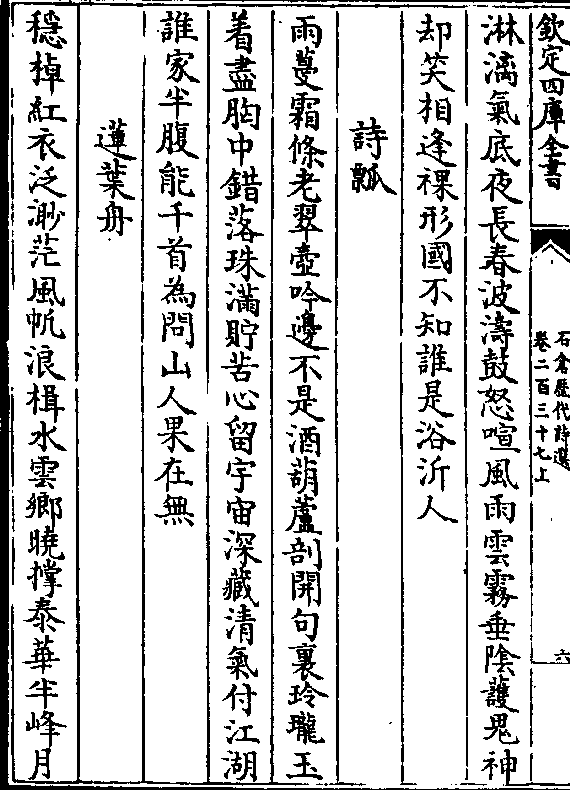 欽定四庫全書
石倉歷代詩選
卷二百三十七上
六
淋漓氣底夜長春波濤鼓怒喧風雨雲霧垂陰護鬼神
却笑相逢裸形國不知誰是浴沂人
詩瓢
雨蔓霜條老翠壺吟邊不是酒葫蘆剖開句裏玲瓏玉
着盡胸中錯落珠滿貯苦心留宇宙深藏清氣付江湖
誰家半腹能千首為問山人果在無
蓮葉舟
穩棹紅衣泛渺茫風帆浪楫水雲鄉曉撑泰華半峰月